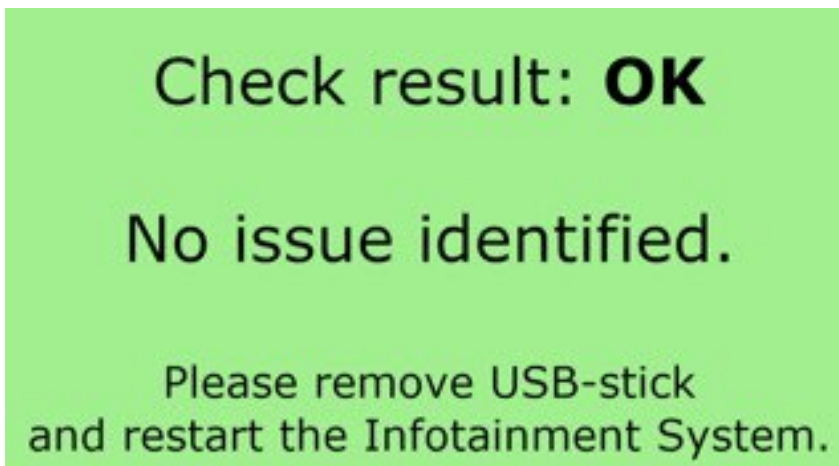 Check result: OK
No issue identified.
Please remove USB-stick
and restart the Infotainment System.